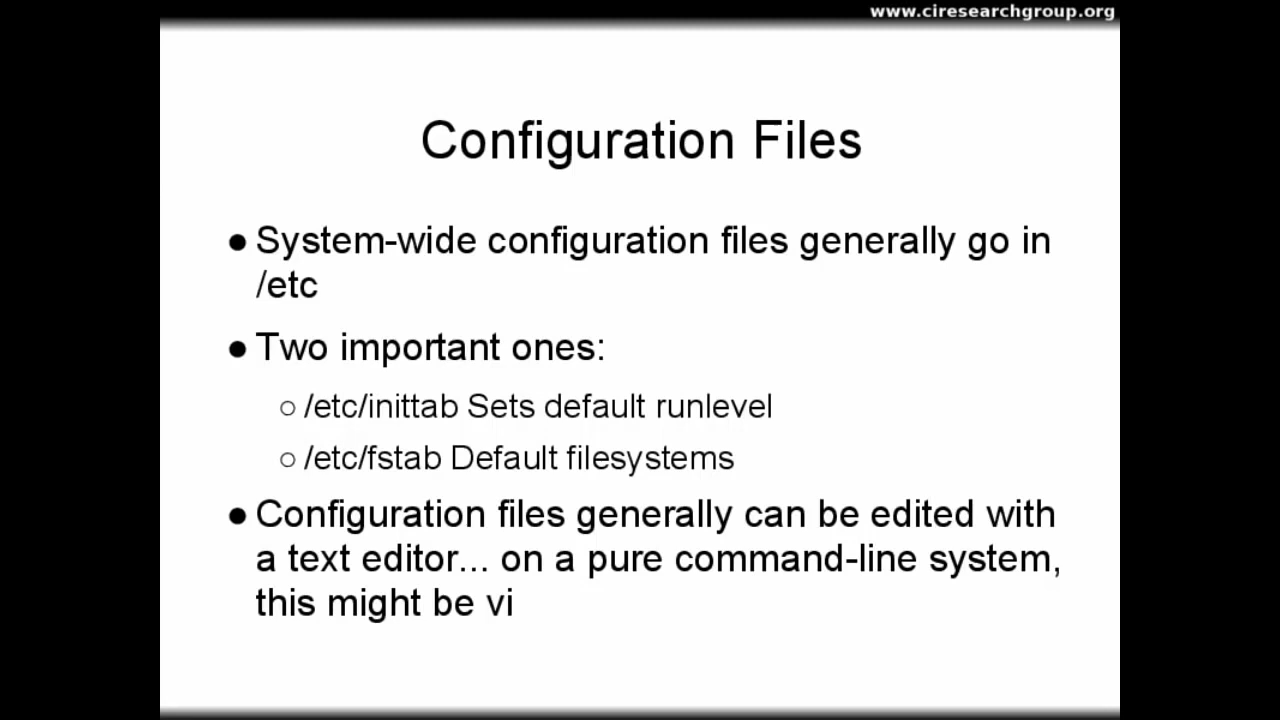 www.ciresearchgroup.org
Configuration Files
● System-wide configuration files generally go in
/etc
● Two important ones:
○ /etc/inittab Sets default runlevel
○ /etc/fstab Default filesystems
● Configuration files generally can be edited with
a text editor... on a pure command-line system,
this might be vi